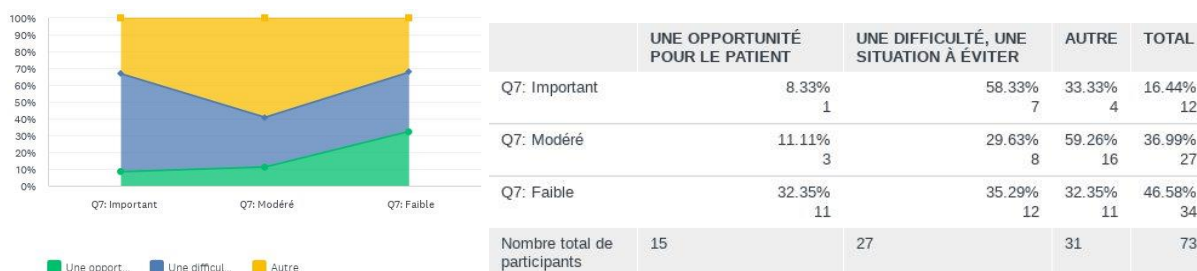 100%
90%
80%
70%
60%
50%
40%
30%
20%
10%
0%
Q7: Important Q7: Modéré Q7: Faible
Une opport... Une difficul... Autre
UNE OPPORTUNITÉ POUR LE PATIENT UNE DIFFICULTÉ, UNE SITUATION À ÉVITER AUTRE TOTAL
Q7: Important 8.33% 58.33% 33.33% 16.44%
1 7 4 12
Q7: Modéré 11.11% 29.63% 59.26% 36.99%
3 8 16 27
Q7: Faible 32.35% 35.29% 32.35% 46.58%
11 12 11 34
Nombre total de participants 15 27 31 73